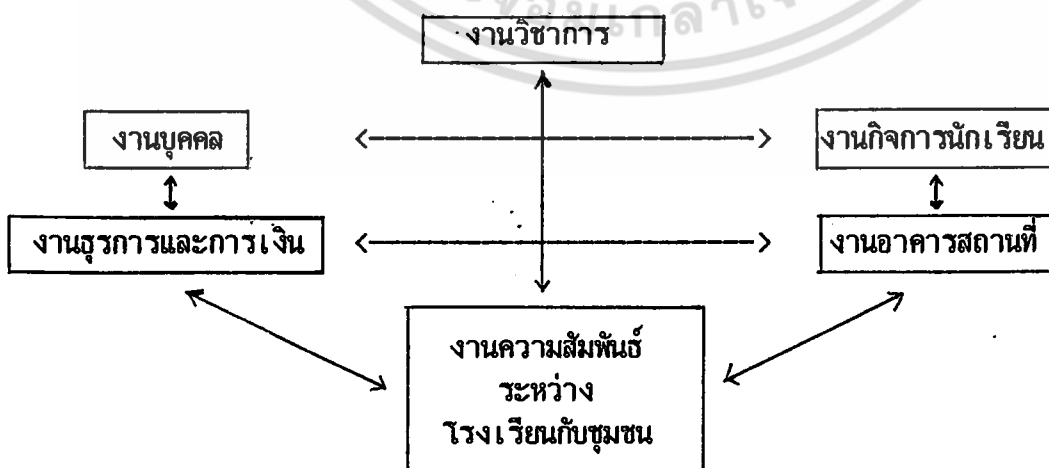 งานวิชาการ
งานบุคคล
งานกิจการนักเรียน
งานธุรการและการเงิน
งานอาคารสถานที่
งานความสัมพันธ์
ระหว่าง
โรงเรียนกับชุมชน